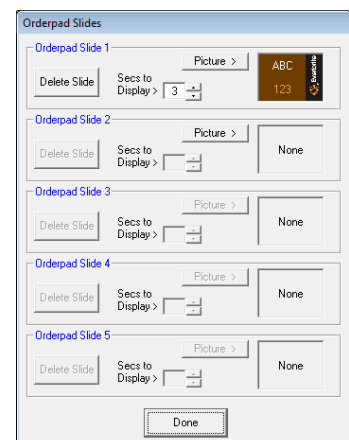 Orderpad Slides
Orderpad Slide 1
Picture >
Delete Slide
Secs to
Display > 3
ABC
123
Everbrite
Orderpad Slide 2
Picture >
Delete Slide
Secs to
Display >
None
Orderpad Slide 3
Picture >
Delete Slide
Secs to
Display >
None
Orderpad Slide 4
Picture >
Delete Slide
Secs to
Display >
None
Orderpad Slide 5
Picture >
Delete Slide
Secs to
Display >
None
Done